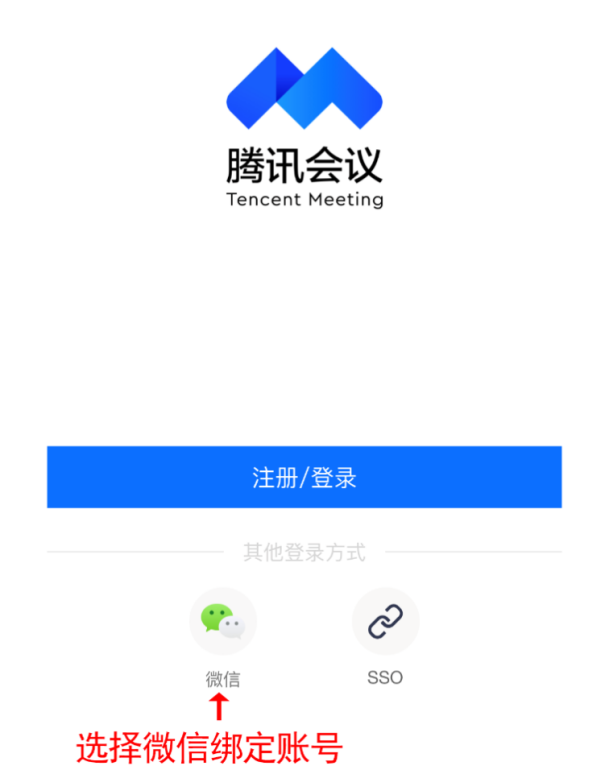 腾讯会议
Tencent Meeting
注册/登录
其他登录方式
微信
SSO
选择微信绑定账号